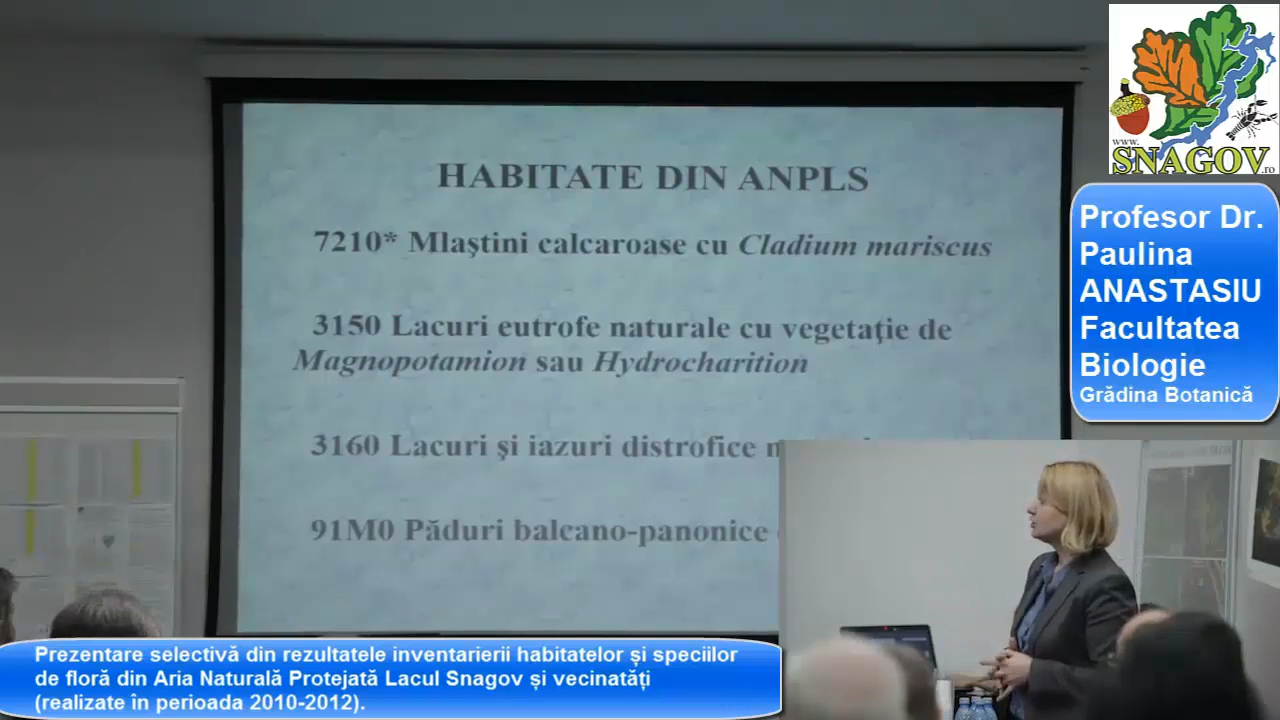 HABITATE DIN ANPLS
7210* Mlaştini calcaroase cu Cladium mariscus
3150 Lacuri eutrofe naturale cu vegetaţie de
Magnopotamion sau Hydrocharition
3160 Lacuri şi iazuri distrofice
91M0 Păduri balcano-panonice
www.
SNAGOV.ro
Profesor Dr.
Paulina
ANASTASIU
Facultatea
Biologie
Grădina Botanică
Prezentare selectivă din rezultatele inventarierii habitatelor și speciilor
de floră din Aria Naturală Protejată Lacul Snagov și vecinatăți
(realizate în perioada 2010-2012).